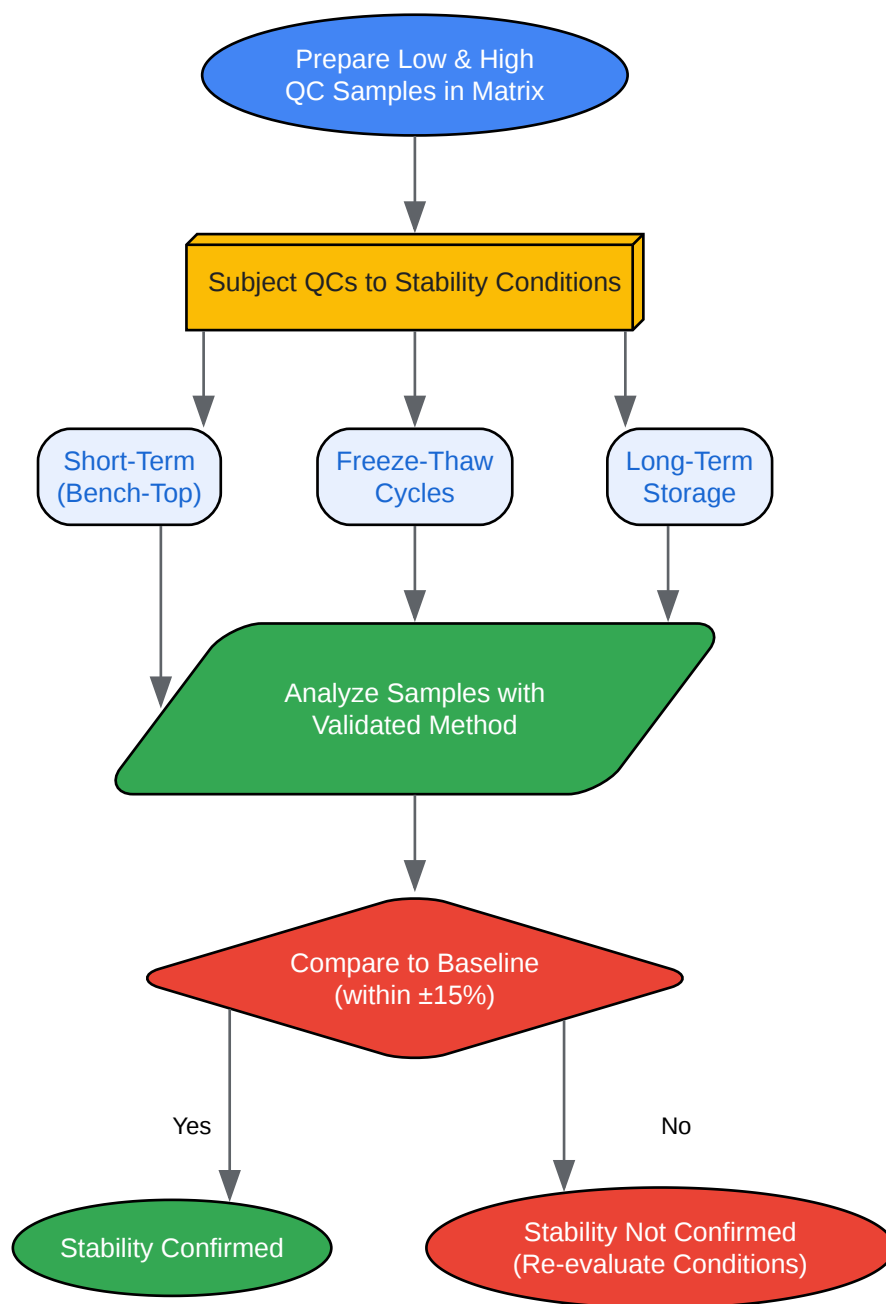 Prepare Low & High
QC Samples in Matrix
Subject QCs to Stability Conditions
Short-Term
(Bench-Top)
Freeze-Thaw
Cycles
Long-Term
Storage
Analyze Samples with
Validated Method
Compare to Baseline
(within ±15%)
Yes
No
Stability Confirmed
Stability Not Confirmed
(Re-evaluate Conditions)